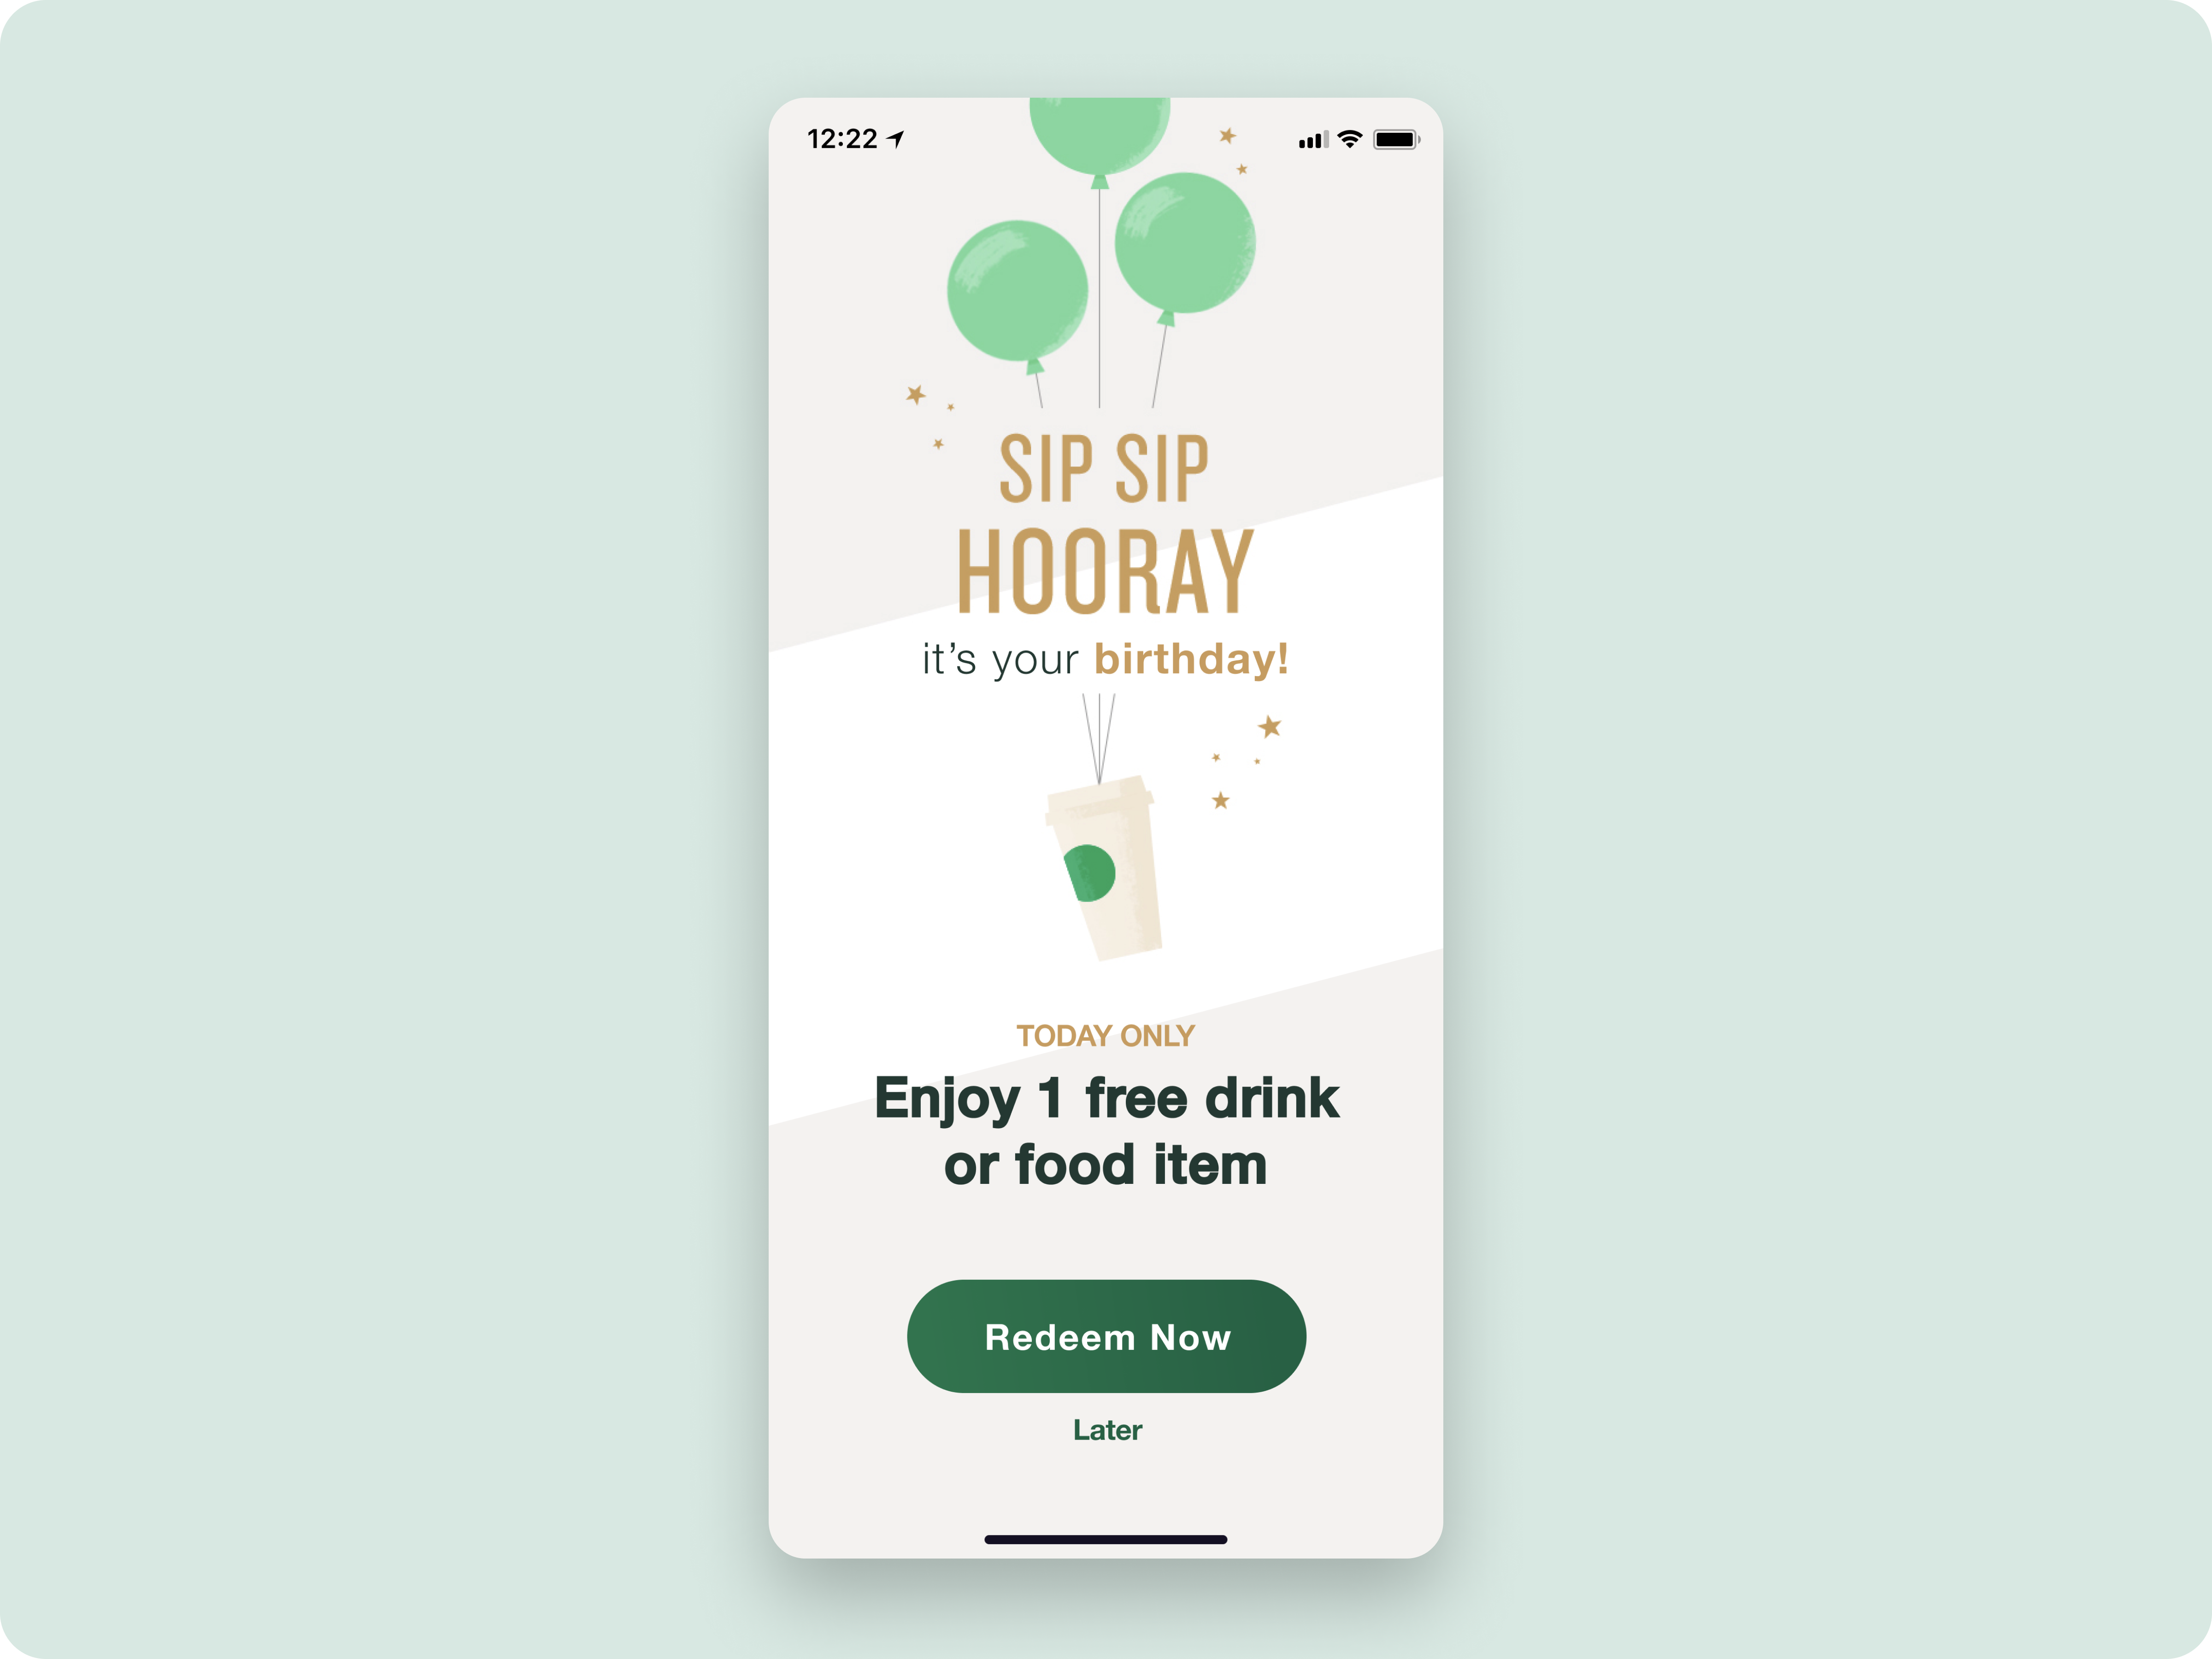 12:22
SIP SIP
HOORAY
it’s your birthday!
TODAY ONLY
Enjoy 1 free drink
or food item
Redeem Now
Later